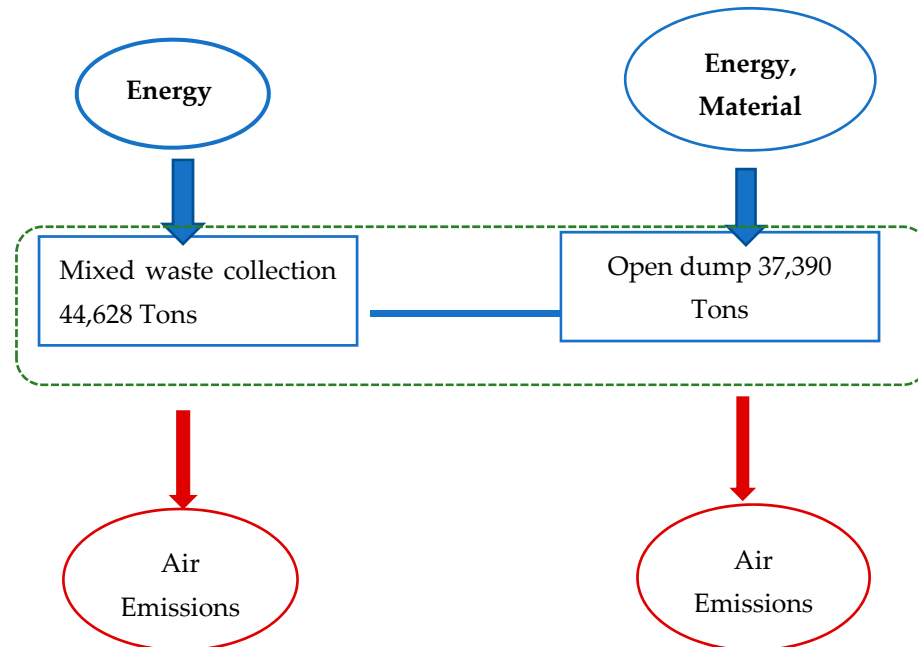 Energy
Energy,
Material
Mixed waste collection
44,628 Tons
Open dump 37,390
Tons
Air
Emissions
Air
Emissions